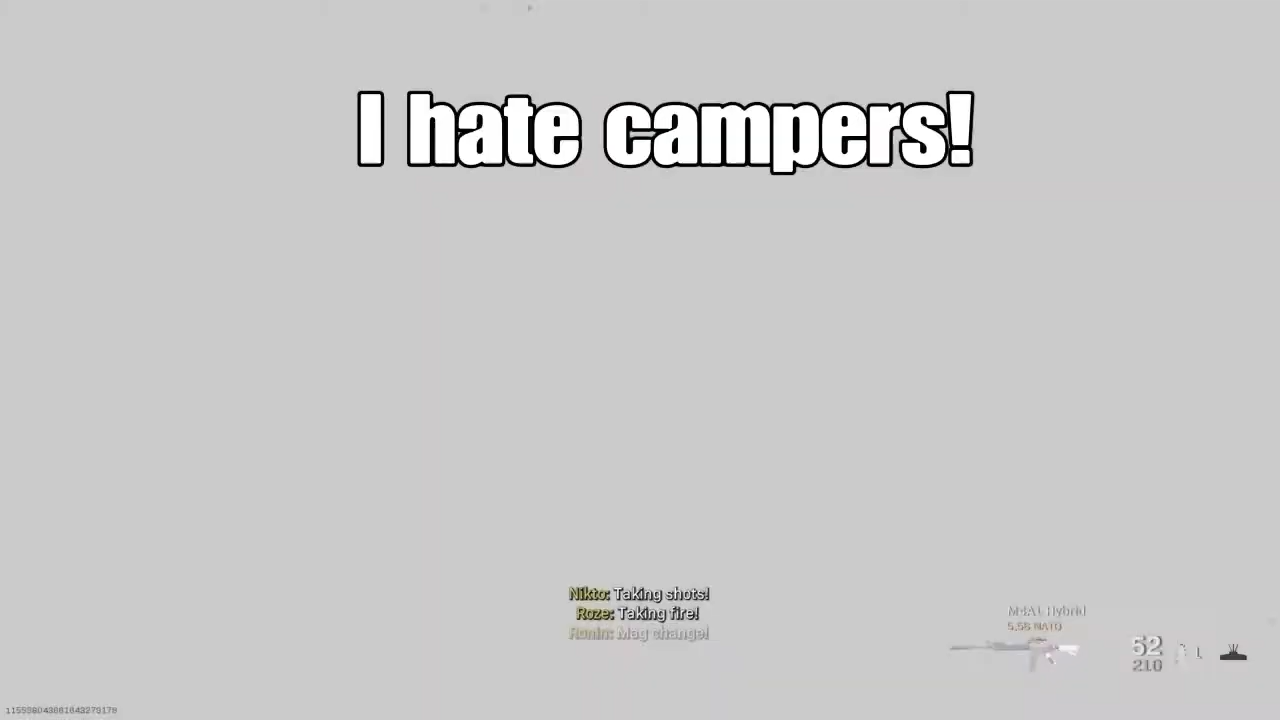 I hate campers!
Nikto: Taking shots!
Roze: Taking fire!
Ronin: Mag change!
M4A1 Hybrid
5.56 NATO
52
210
L